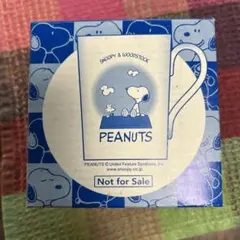 SNOOPY & WOODSTOCK
PEANUTS
PEANUTS © United Feature Syndicate, Inc.
www.snoopy.co.jp
Not for Sale